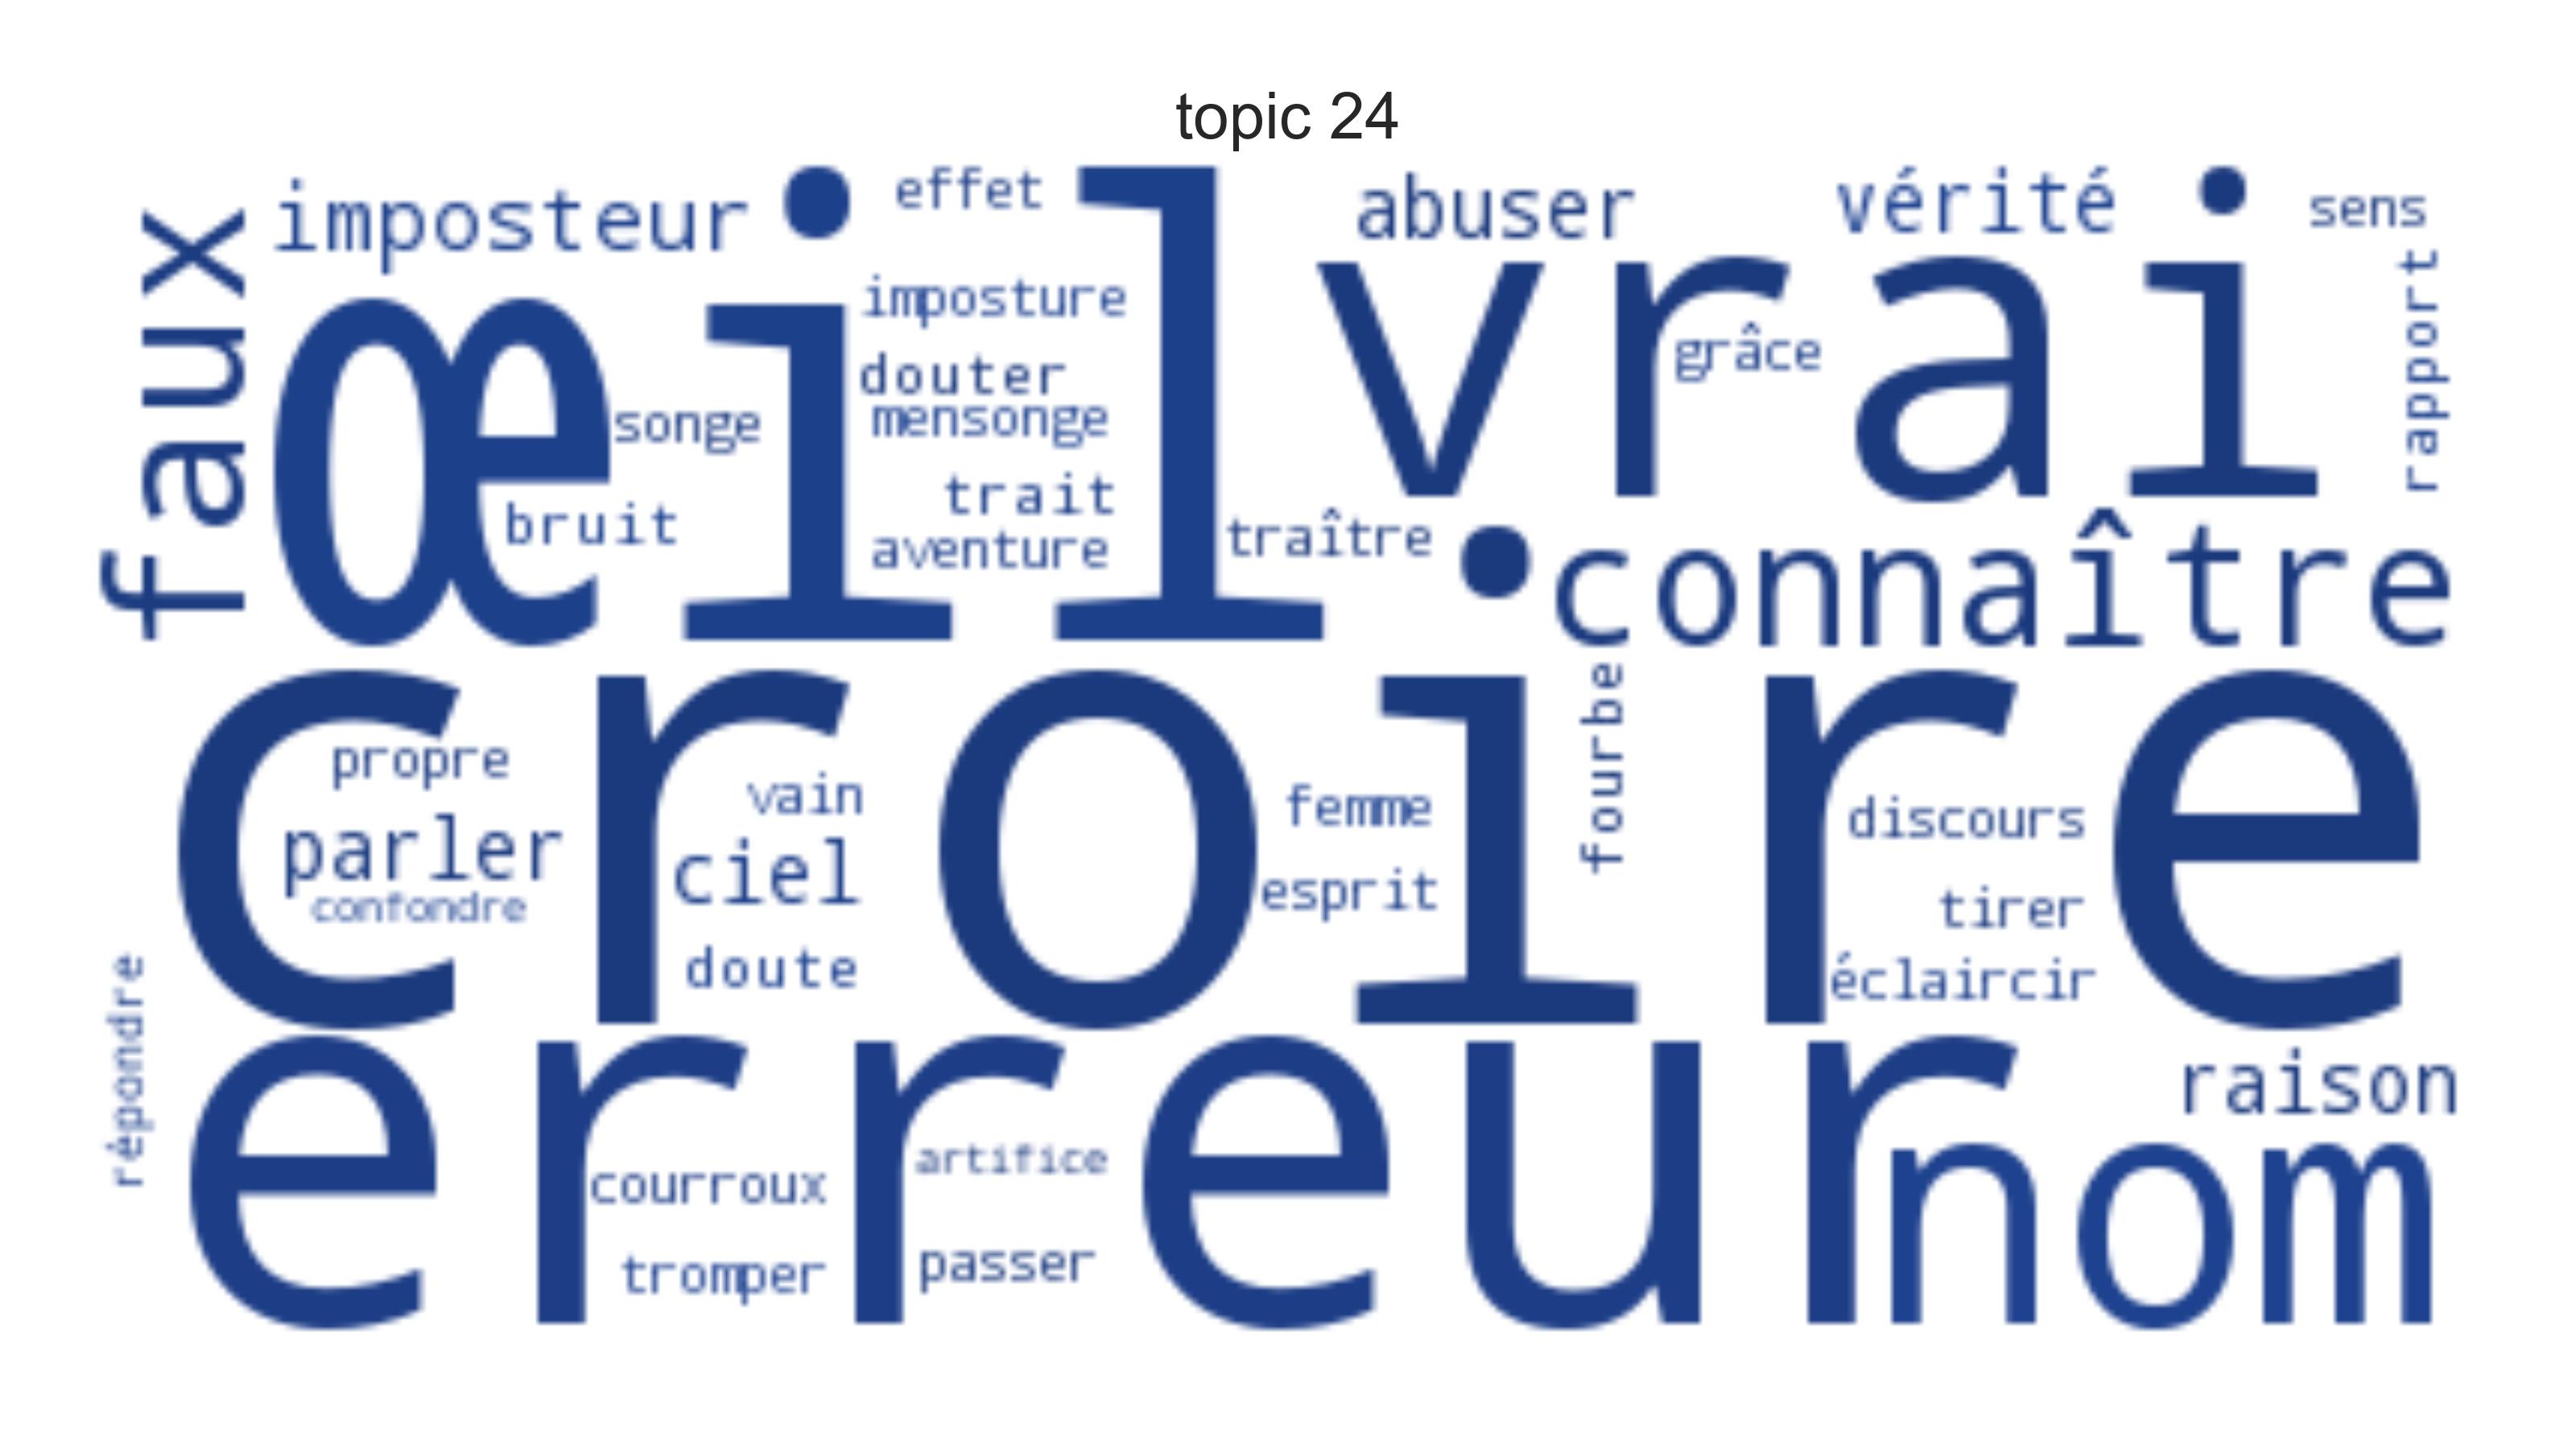 topic 24
faux
imposteur
effet
abuser
vérité
sens
œil
imposture
vrai
grâce
rapport
douter
songe
mensonge
trait
bruit
aventure
traître
connaître
croire
fourbe
propre
vain
femme
discours
parler
ciel
esprit
confondre
tirer
doute
éclaircir
répondre
erreur
raison
nom
artifice
courroux
passer
tromper